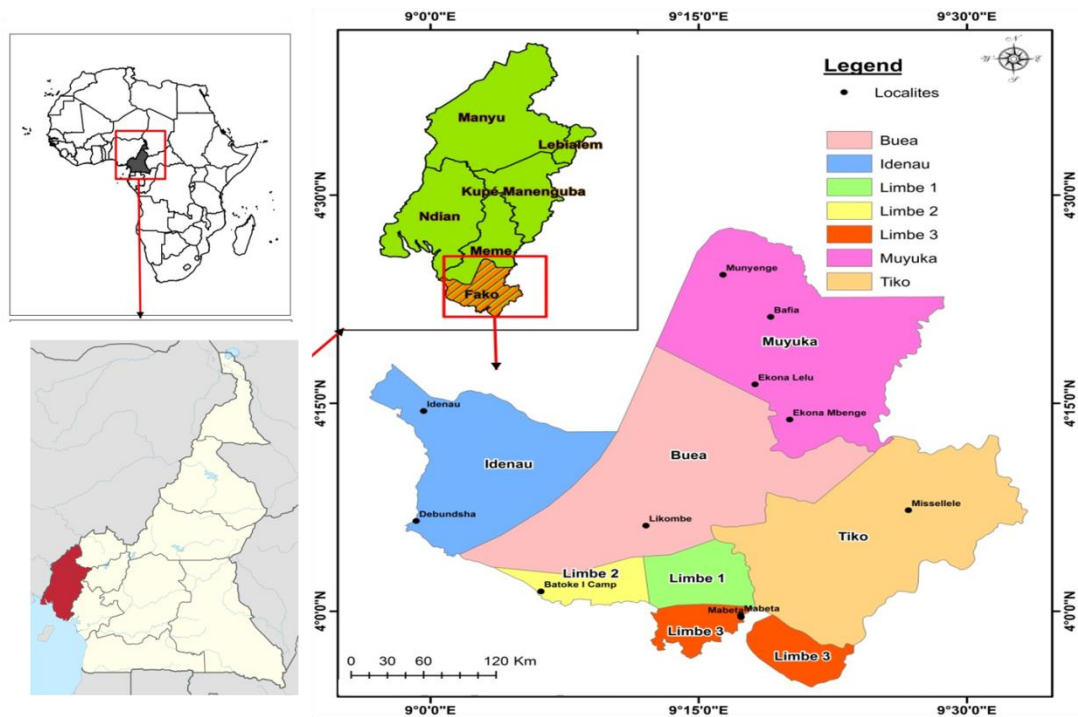 9°0'0"E
9°15'0"E
9°30'0"E
N
W
E
S
Legend
Localites
Buea
Idenau
Limbe 1
Limbe 2
Limbe 3
Muyuka
Tiko
Manyu
Lebialem
Kupé-Manenguba
Ndian
Meme
Fako
4°30'0"N
4°30'0"N
Munyenge
Bafia
Muyuka
Ekona Lelu
Ekona Mbenge
4°15'0"N
4°15'0"N
Idenau
Idenau
Buea
Debundsha
Likombe
Missellele
Tiko
Limbe 2
Limbe 1
Batoke I Camp
Mabeta
Mabeta
4°0'0"N
4°0'0"N
Limbe 3
Limbe 3
0 30 60 120 Km
9°0'0"E
9°15'0"E
9°30'0"E